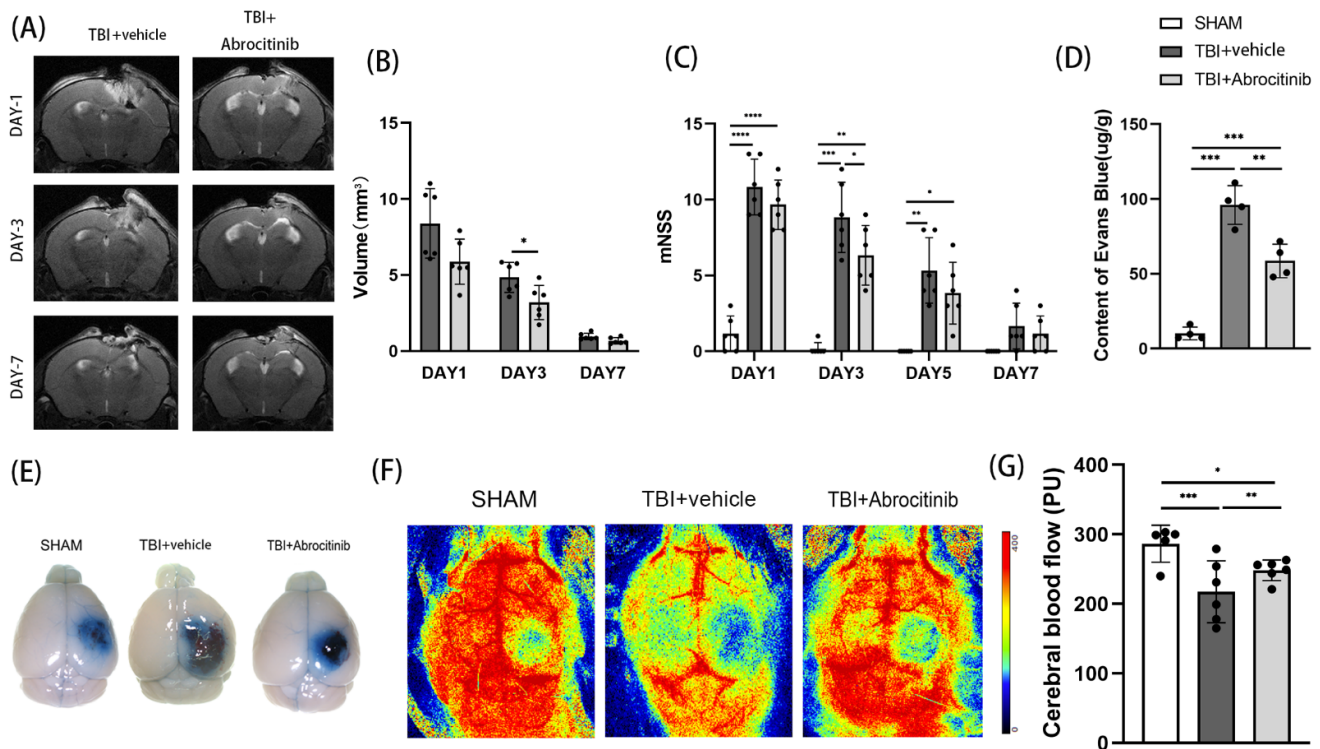 (A)
TBI+vehicle
TBI+
Abrocitinib
DAY-1
DAY-3
DAY-7
(B)
Volume (mm³)
15
10
5
0
*
DAY1
DAY3
DAY7
(C)
mNSS
15
10
5
0
****
****
**
***
*
*
**
DAY1
DAY3
DAY5
DAY7
SHAM
TBI+vehicle
TBI+Abrocitinib
(D)
Content of Evans Blue(ug/g)
150
100
50
0
***
***
**
(E)
SHAM
TBI+vehicle
TBI+Abrocitinib
(F)
SHAM
TBI+vehicle
TBI+Abrocitinib
400
0
(G)
Cerebral blood flow (PU)
400
300
200
100
0
*
***
**